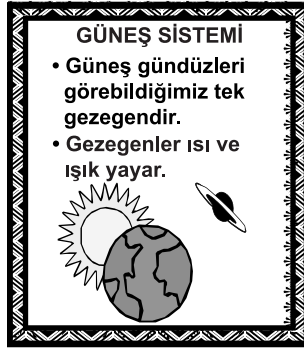 GÜNEŞ SİSTEMİ
• Güneş gündüzleri
görebildiğimiz tek
gezegendir.
• Gezegenler ısı ve
ışık yayar.